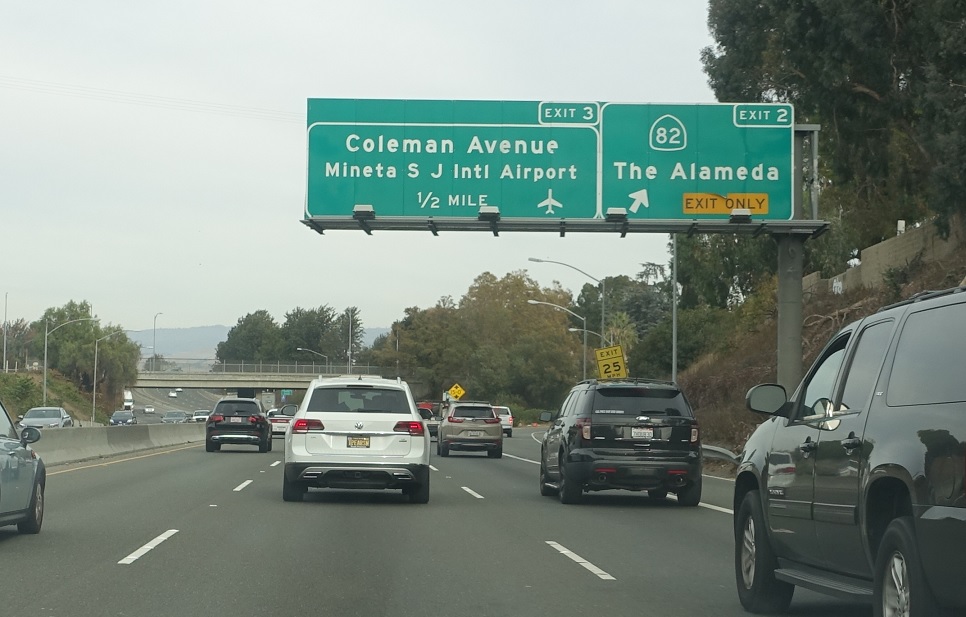 EXIT 3
Coleman Avenue
Mineta S J Intl Airport
1/2 MILE
EXIT 2
82
The Alameda
EXIT ONLY
EXIT
25
MPH